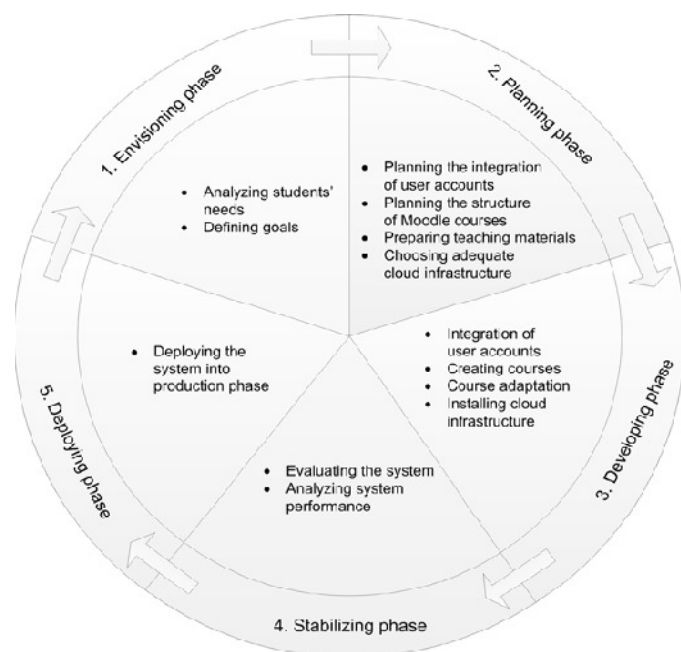 1. Envisioning phase
• Analyzing students'
needs
• Defining goals
2. Planning phase
• Planning the integration
of user accounts
• Planning the structure
of Moodle courses
• Preparing teaching materials
• Choosing adequate
cloud infrastructure
3. Developing phase
• Integration of
user accounts
• Creating courses
• Course adaptation
• Installing cloud
infrastructure
4. Stabilizing phase
• Evaluating the system
• Analyzing system
performance
5. Deploying phase
• Deploying the
system into
production phase